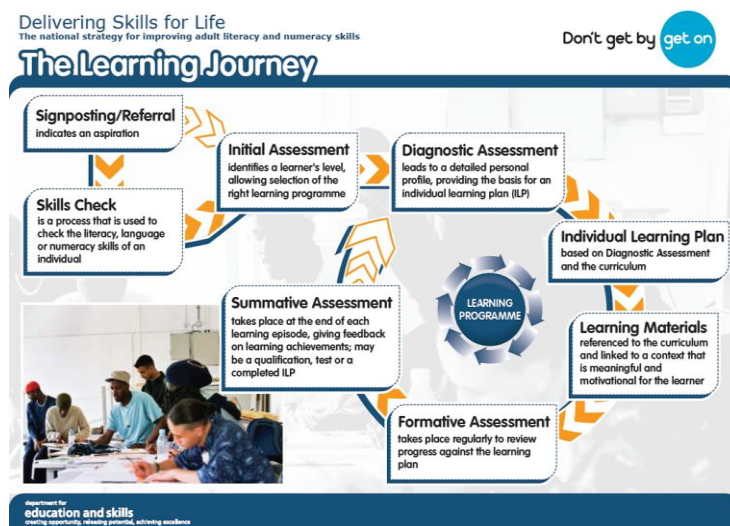 Delivering Skills for Life
The national strategy for improving adult literacy and numeracy skills
Don't get by get on
The Learning Journey
Signposting/Referral
indicates an aspiration
Skills Check
is a process that is used to
check the literacy, language
or numeracy skills of an
individual
Initial Assessment
identifies a learner's level,
allowing selection of the
right learning programme
Diagnostic Assessment
leads to a detailed personal
profile, providing the basis for an
individual learning plan (ILP)
Individual Learning Plan
based on Diagnostic Assessment
and the curriculum
Learning Materials
referenced to the curriculum
and linked to a context that
is meaningful and
motivational for the learner
Formative Assessment
takes place regularly to review
progress against the learning
plan
Summative Assessment
takes place at the end of each
learning episode, giving feedback
on learning achievements; may
be a qualification, test or a
completed ILP
LEARNING
PROGRAMME
department for
education and skills
creating opportunity, releasing potential, achieving excellence